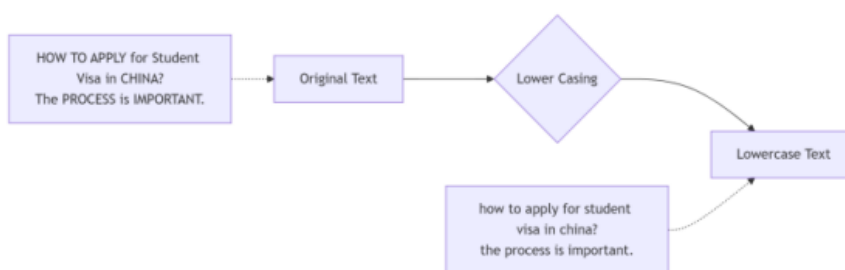 HOW TO APPLY for Student
Visa in CHINA?
The PROCESS is IMPORTANT.
Original Text
Lower Casing
Lowercase Text
how to apply for student
visa in china?
the process is important.